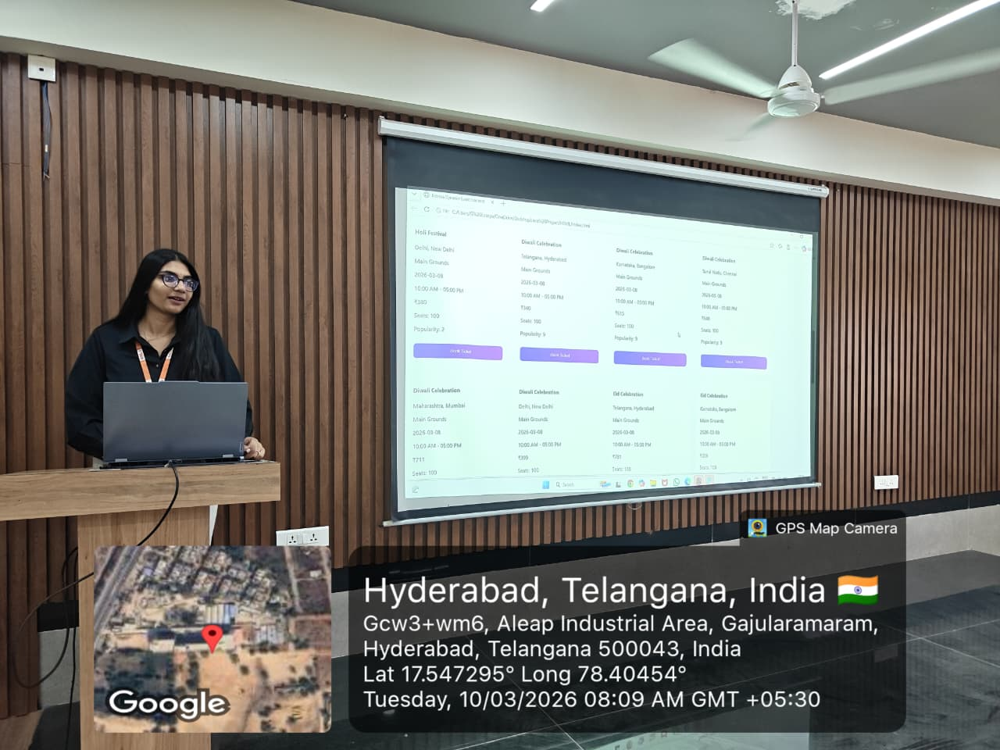 Holi Festival
Delhi, New Delhi
Main Grounds
2026-03-08
10:00 AM - 05:00 PM
₹380
Seats: 100
Popularity: 2
Book Ticket
Diwali Celebration
Telangana, Hyderabad
Main Grounds
2026-03-08
10:00 AM - 05:00 PM
₹340
Seats: 100
Popularity: 9
Book Ticket
Diwali Celebration
Karnataka, Bangalore
Main Grounds
2026-03-08
10:00 AM - 05:00 PM
₹615
Seats: 100
Popularity: 9
Book Ticket
Diwali Celebration
Tamil Nadu, Chennai
Main Grounds
2026-03-08
10:00 AM - 05:00 PM
Seats: 100
Popularity: 9
Book Ticket
Diwali Celebration
Maharashtra, Mumbai
Main Grounds
2026-03-08
10:00 AM - 05:00 PM
₹711
Seats: 100
Diwali Celebration
Delhi, New Delhi
Main Grounds
2026-03-08
10:00 AM - 05:00 PM
₹399
Seats: 100
Eid Celebration
Telangana, Hyderabad
Main Grounds
2026-03-08
10:00 AM - 05:00 PM
₹781
Seats: 100
Eid Celebration
Karnataka, Bangalore
Main Grounds
2026-03-08
10:00 AM - 05:00 PM
Seats: 100
Search
GPS Map Camera
Hyderabad, Telangana, India
Gcw3+wm6, Aleap Industrial Area, Gajularamaram,
Hyderabad, Telangana 500043, India
Lat 17.547295° Long 78.40454°
Tuesday, 10/03/2026 08:09 AM GMT +05:30
Google